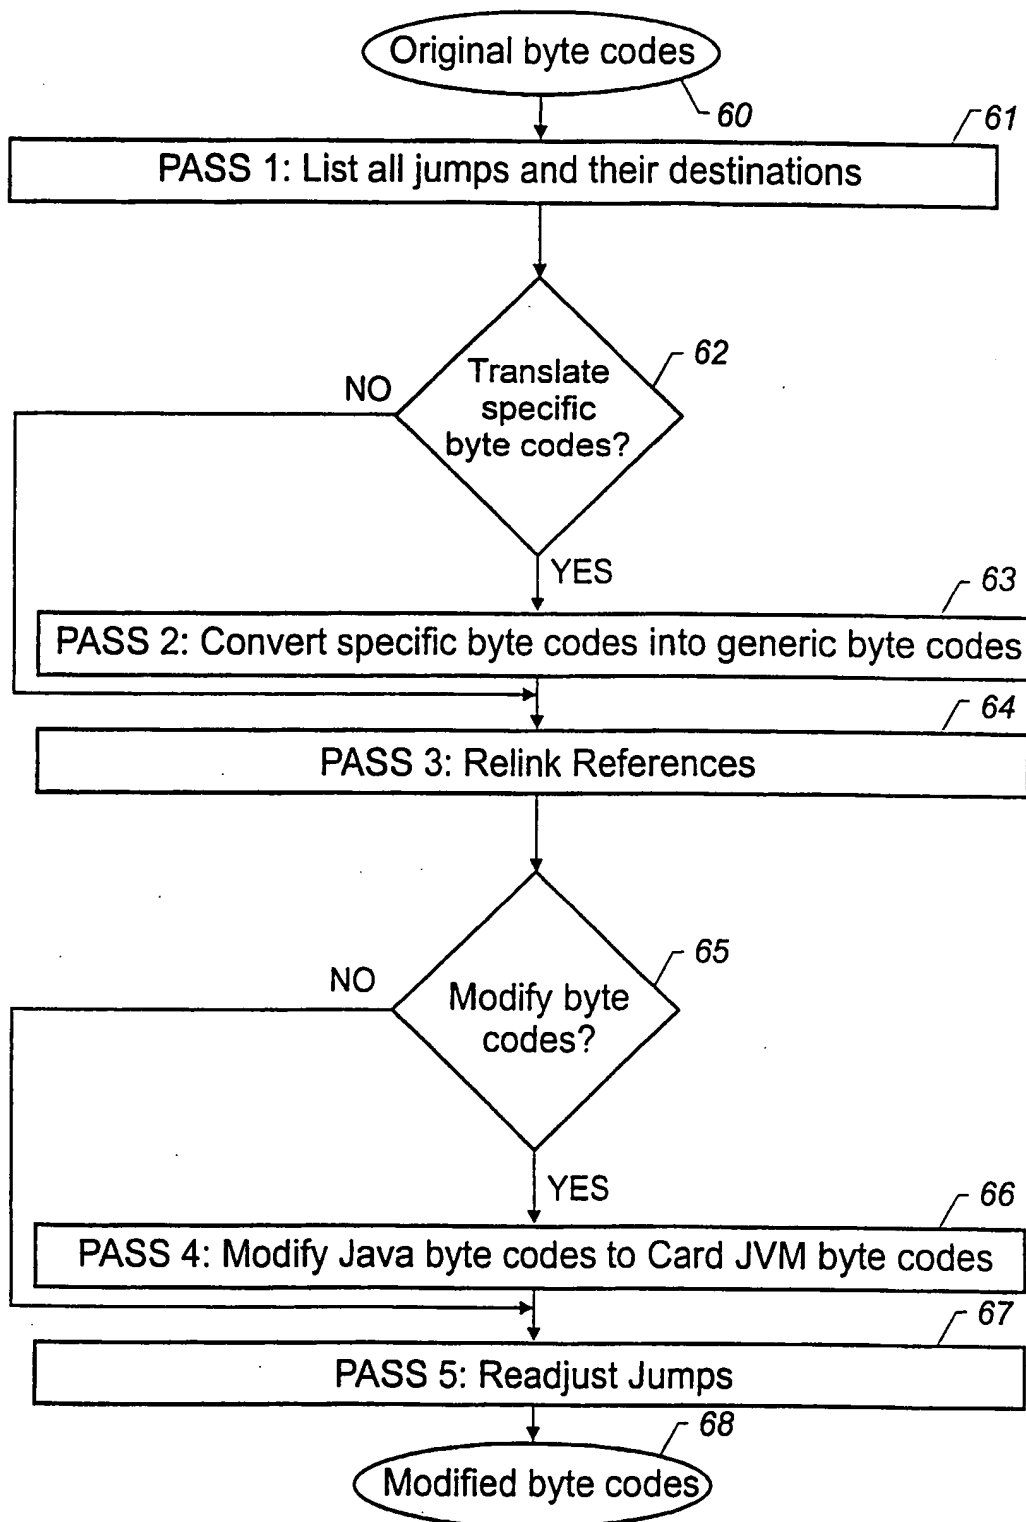 Original byte codes
60
61
PASS 1: List all jumps and their destinations
62
Translate
specific
byte codes?
NO
YES
63
PASS 2: Convert specific byte codes into generic byte codes
64
PASS 3: Relink References
65
Modify byte
codes?
NO
YES
66
PASS 4: Modify Java byte codes to Card JVM byte codes
67
PASS 5: Readjust Jumps
68
Modified byte codes